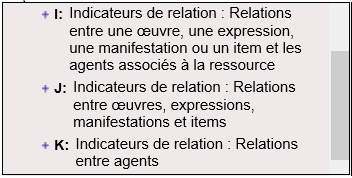 + I: Indicateurs de relation : Relations
entre une œuvre, une expression,
une manifestation ou un item et les
agents associés à la ressource
+ J: Indicateurs de relation : Relations
entre œuvres, expressions,
manifestations et items
+ K: Indicateurs de relation : Relations
entre agents